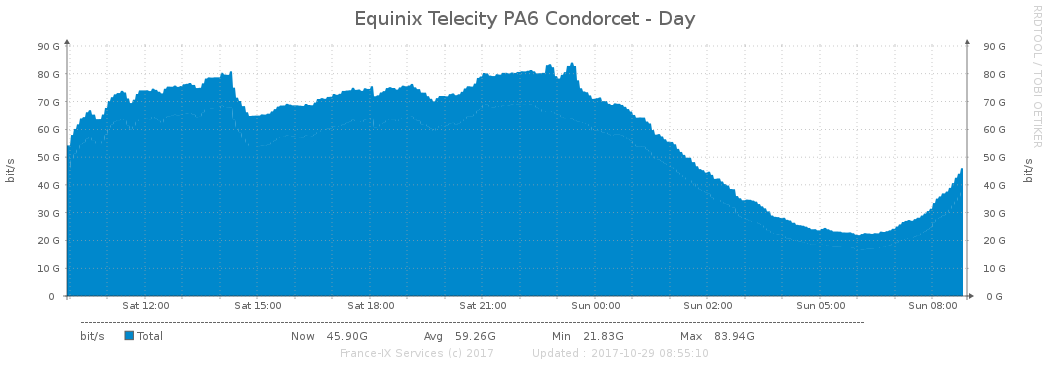 Equinix Telecity PA6 Condorcet - Day
RRDTOOL / TOBI OETIKER
90 G 90 G
80 G 80 G
70 G 70 G
60 G 60 G
50 G 50 G
40 G 40 G
30 G 30 G
20 G 20 G
10 G 10 G
0 0 G
bit/s
bit/s
Sat 12:00 Sat 15:00 Sat 18:00 Sat 21:00 Sun 00:00 Sun 02:00 Sun 05:00 Sun 08:00
bit/s Total Now 45.90G Avg 59.26G Min 21.83G Max 83.94G
France-IX Services (c) 2017 Updated : 2017-10-29 08:55:10